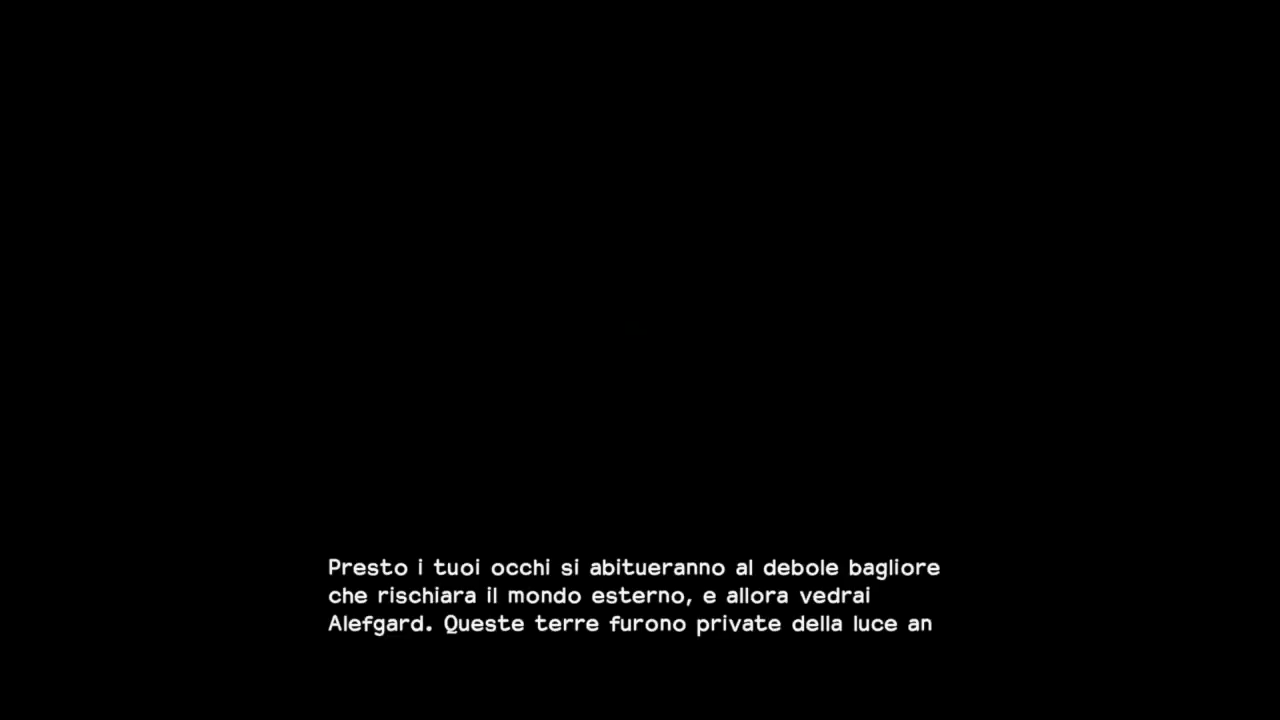 Presto i tuoi occhi si abitueranno al debole bagliore
che rischiara il mondo esterno, e allora vedrai
Alefgard. Queste terre furono private della luce an